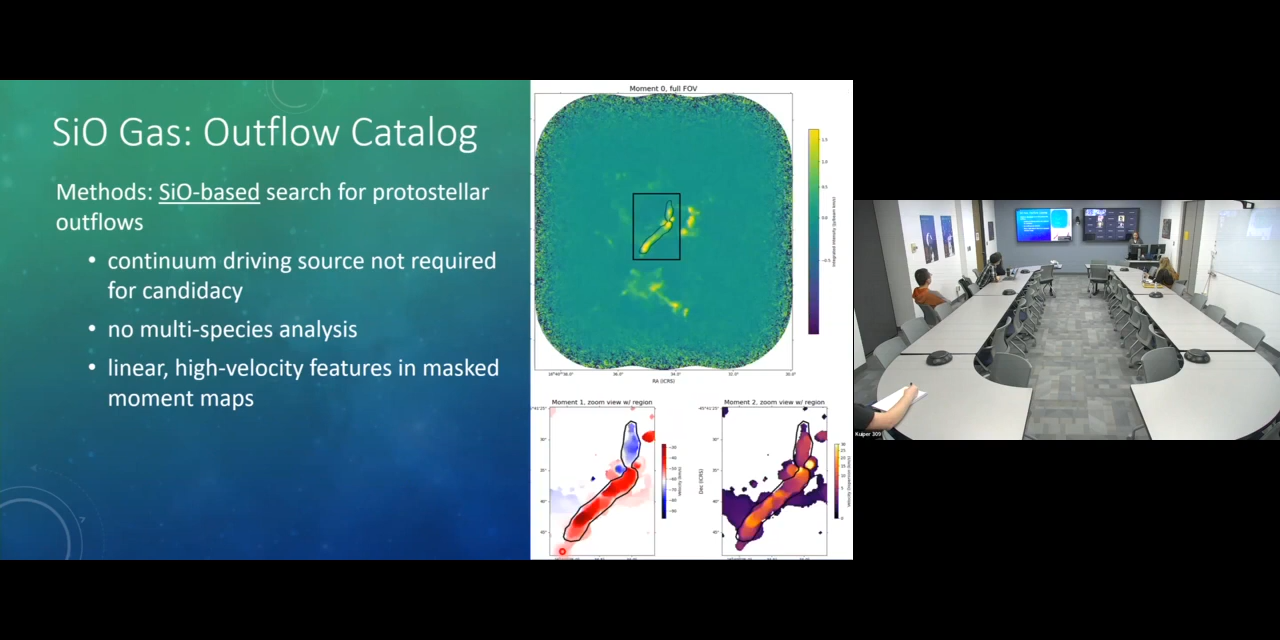 SiO Gas: Outflow Catalog
Methods: SiO-based search for protostellar
outflows
• continuum driving source not required
for candidacy
• no multi-species analysis
• linear, high-velocity features in masked
moment maps
Moment 0, full FOV
RA (ICRS)
Moment 1, zoom view w/ region
Moment 2, zoom view w/ region
Dec (ICRS)
Kuiper 309